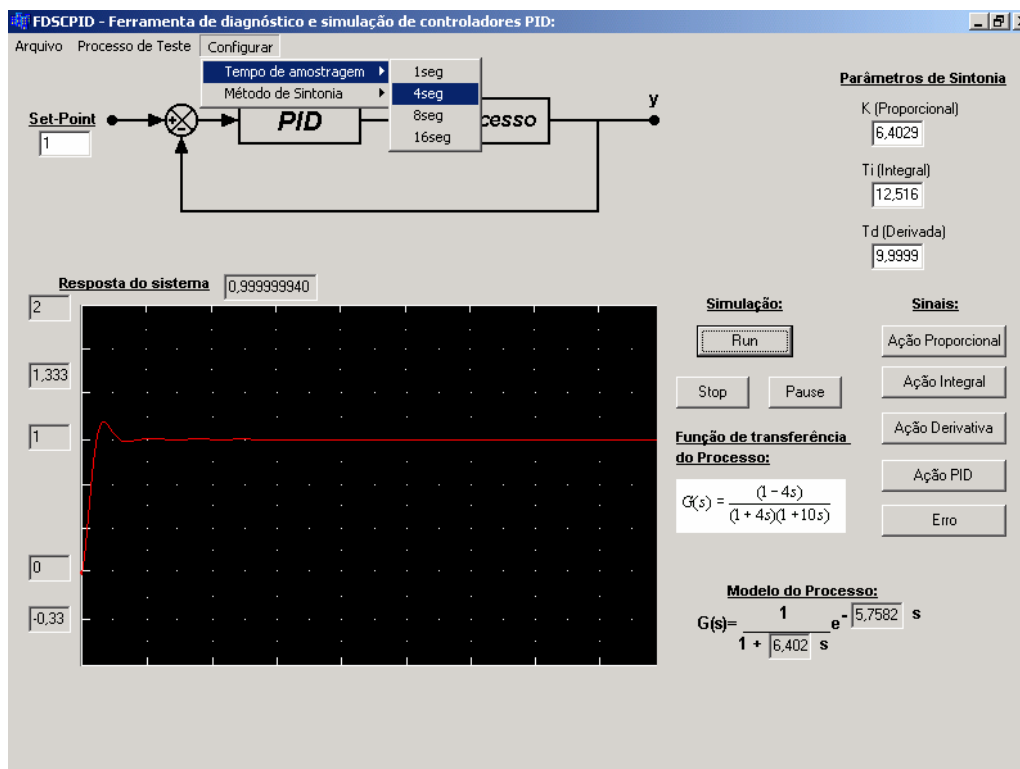 FDSCPID - Ferramenta de diagnóstico e simulação de controladores PID:
Arquivo Processo de Teste Configurar
Tempo de amostragem
Método de Sintonia
1seg
4seg
8seg
16seg
Set-Point
1
+
-
PID
cesso
y
Parâmetros de Sintonia
K (Proporcional)
6,4029
Ti (Integral)
12,516
Td (Derivada)
9,9999
Resposta do sistema 0,999999940
2
1,333
1
0
-0,33
Simulação:
Run
Stop Pause
Sinais:
Ação Proporcional
Ação Integral
Ação Derivativa
Ação PID
Erro
Função de transferência
do Processo:
G(s) = (1 - 4s) / (1 + 4s)(1 + 10s)
Modelo do Processo:
G(s)= 1 / 1 + 6,402 s e - 5,7582 s